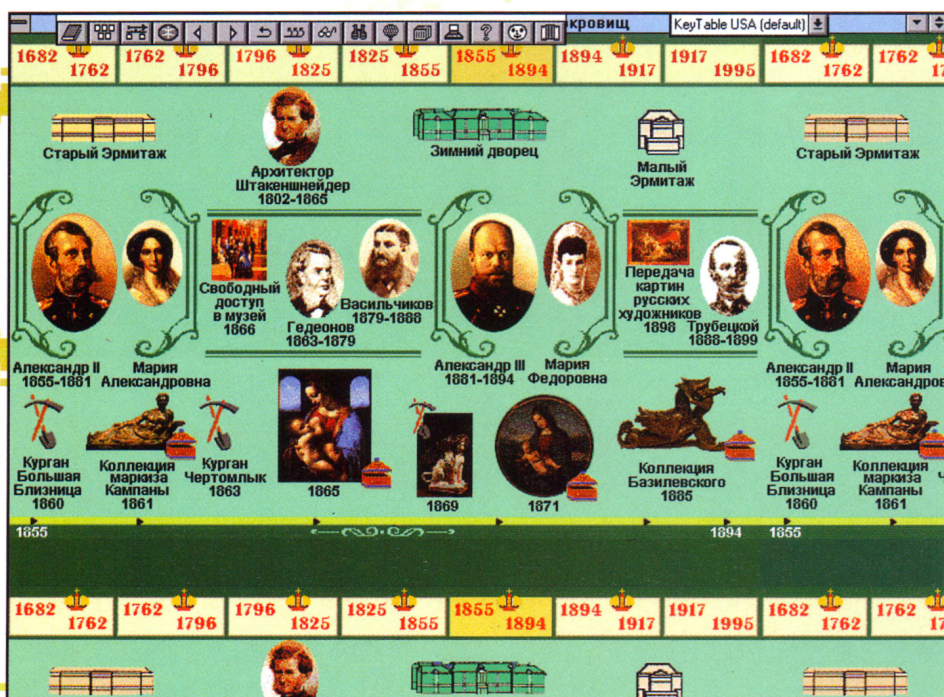 кровищ
KeyTable USA (default)
1682 1762
1762 1796
1796 1825
1825 1855
1855 1894
1894 1917
1917 1995
1682 1762
1762
Старый Эрмитаж
Архитектор
Штакеншнейдер
1802-1865
Зимний дворец
Малый
Эрмитаж
Старый Эрмитаж
Свободный
доступ
в музей
1866
Гедеонов
1863-1879
Васильчиков
1879-1888
Передача
картин
русских
художников
1898
Трубецкой
1888-1899
Александр II
1855-1881
Мария
Александровна
Александр III
1881-1894
Мария
Федоровна
Александр II
1855-1881
Мария
Александров
Курган
Большая
Близница
1860
Коллекция
маркиза
Кампаны
1861
Курган
Чертомлык
1863
1865
1869
1871
Коллекция
Базилевского
1885
Курган
Большая
Близница
1860
Коллекция
маркиза
Кампаны
1861
1855
1894
1855
1682 1762
1762 1796
1796 1825
1825 1855
1855 1894
1894 1917
1917 1995
1682 1762
1762